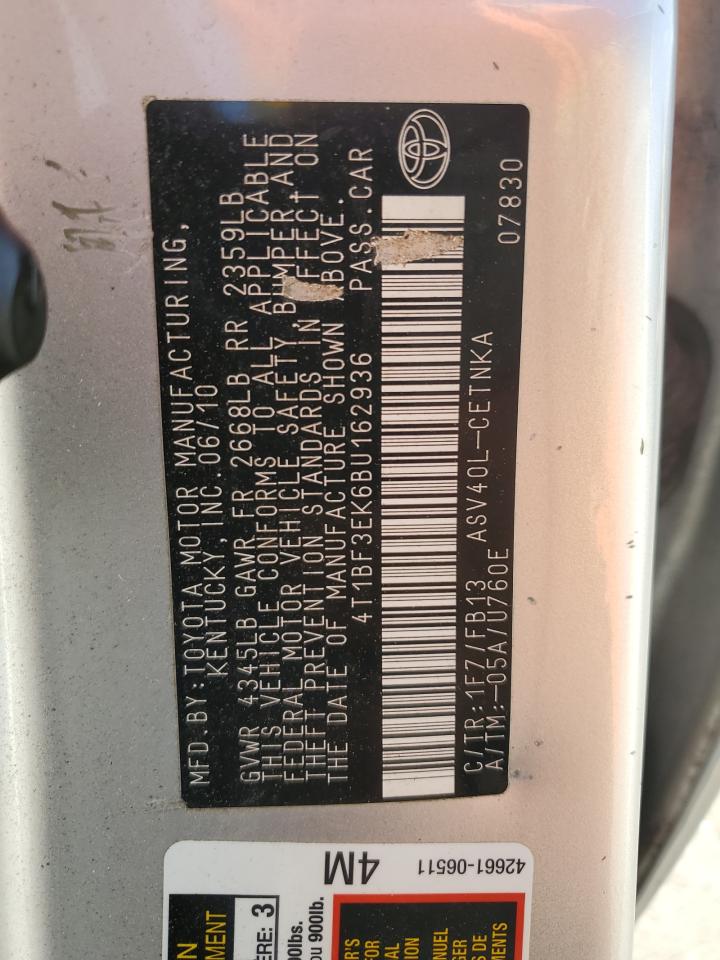 MFD.BY:TOYOTA MOTOR MANUFACTURING,
KENTUCKY, INC. 06/10
GVWR 4345LB GAWR FR 2668LB RR 2359LB
THIS VEHICLE CONFORMS TO ALL APPLICABLE
FEDERAL MOTOR VEHICLE SAFETY BUMPER AND
THEFT PREVENTION STANDARDS IN EFFECT ON
THE DATE OF MANUFACTURE SHOWN ABOVE.
4T1BF3EK6BU162936 PASS.CAR
C/TR:1F7/FB13 ASV40L-CETNKA
A/TM:-05A/U760E 07830
4M
42661-06511
3
900lb.